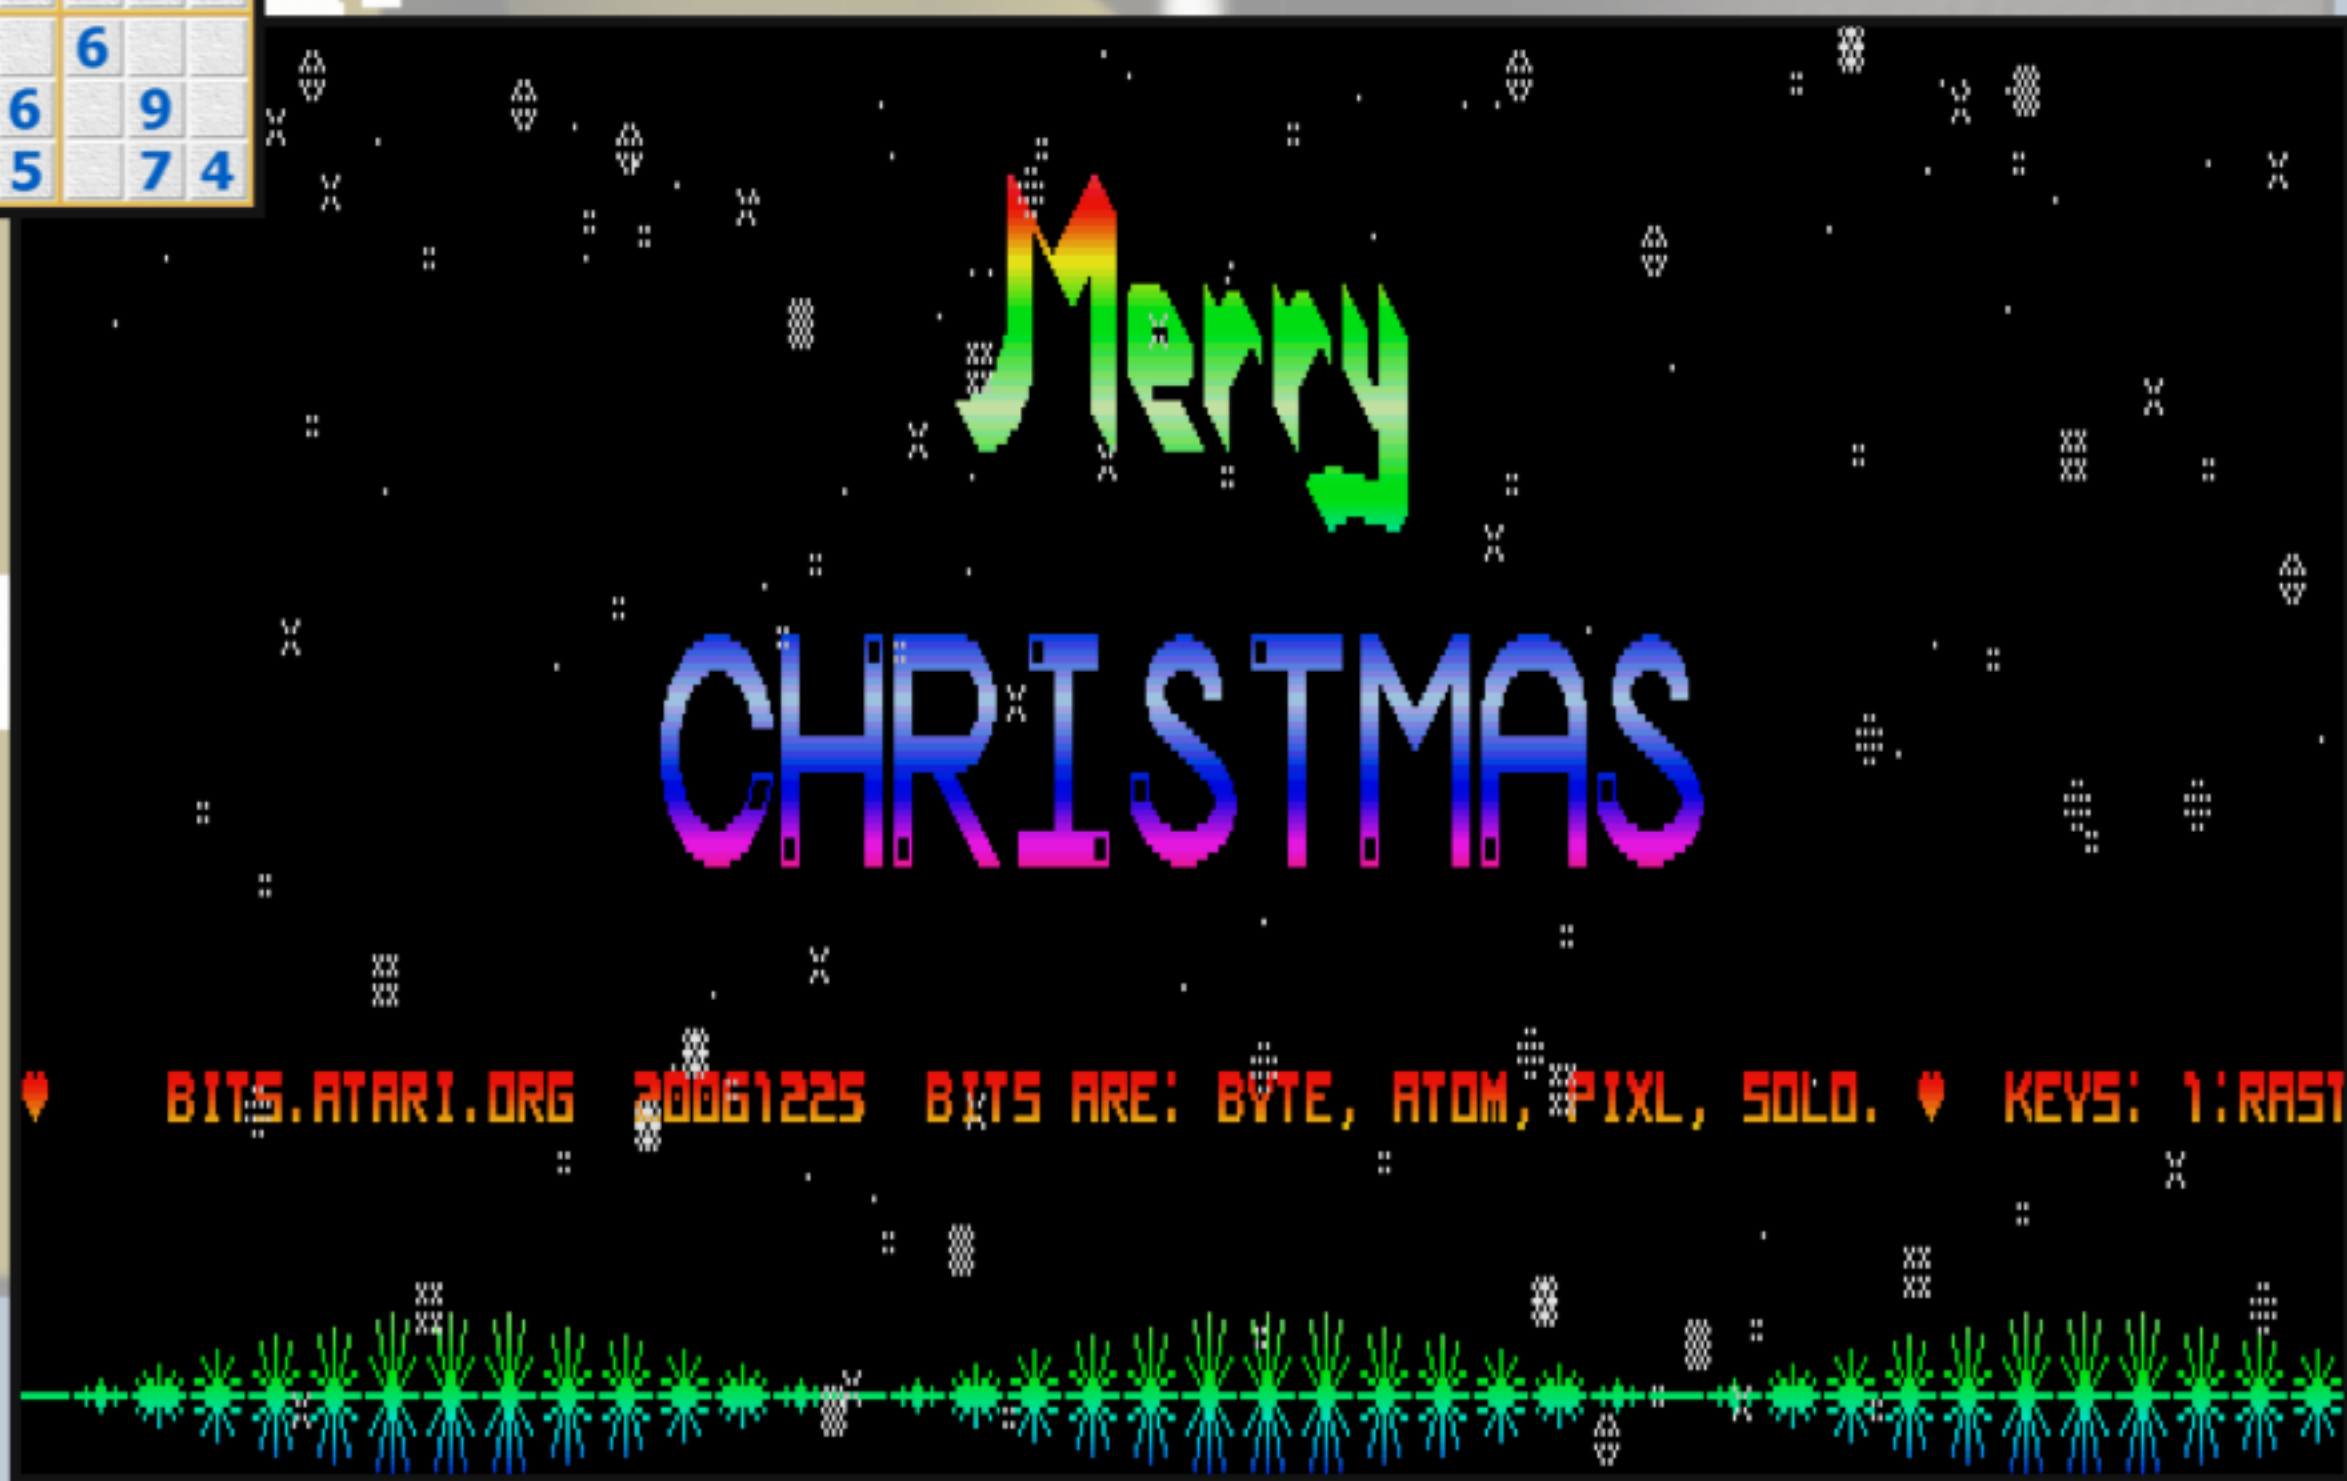 6
6 9
5 7 4
Merry
CHRISTMAS
♥ BITS.ATARI.ORG 20061225 BITS ARE: BYTE, ATOM, PIXL, SOLO. ♥ KEYS: 1:RAST